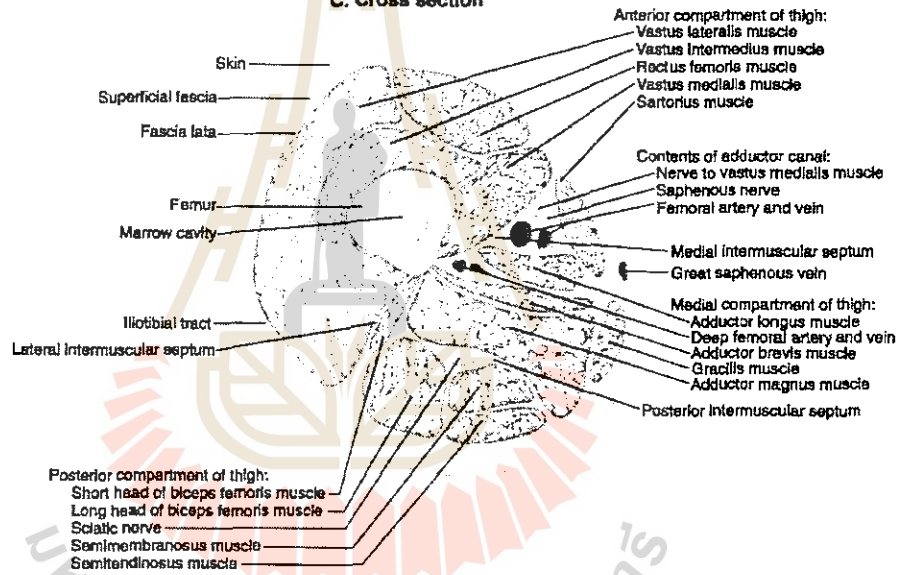 C. Cross section
Skin
Superficial fascia
Fascia lata
Femur
Marrow cavity
Iliotibial tract
Lateral intermuscular septum
Anterior compartment of thigh:
Vastus lateralis muscle
Vastus intermedius muscle
Rectus femoris muscle
Vastus medialis muscle
Sartorius muscle
Contents of adductor canal:
Nerve to vastus medialis muscle
Saphenous nerve
Femoral artery and vein
Medial intermuscular septum
Great saphenous vein
Medial compartment of thigh:
Adductor longus muscle
Deep femoral artery and vein
Adductor brevis muscle
Gracilis muscle
Adductor magnus muscle
Posterior intermuscular septum
Posterior compartment of thigh:
Short head of biceps femoris muscle
Long head of biceps femoris muscle
Sciatic nerve
Semimembranosus muscle
Semitendinosus muscle